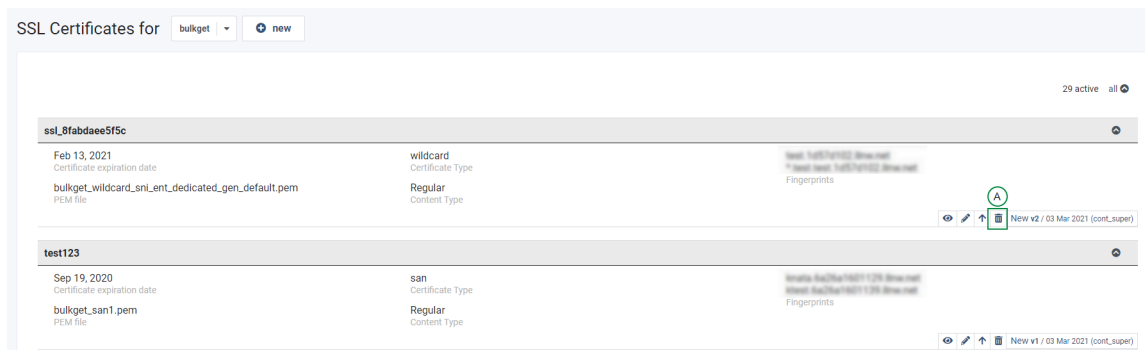 SSL Certificates for bulkget new
29 active all
ssl_8fabdaee5f5c
Feb 13, 2021 wildcard
Certificate expiration date Certificate Type
bulkget_wildcard_sni_ent_dedicated_gen_default.pem Regular Fingerprints
PEM file Content Type
A
New v2 / 03 Mar 2021 (cont_super)
test123
Sep 19, 2020 san
Certificate expiration date Certificate Type
bulkget_san1.pem Regular Fingerprints
PEM file Content Type
New v1 / 03 Mar 2021 (cont_super)